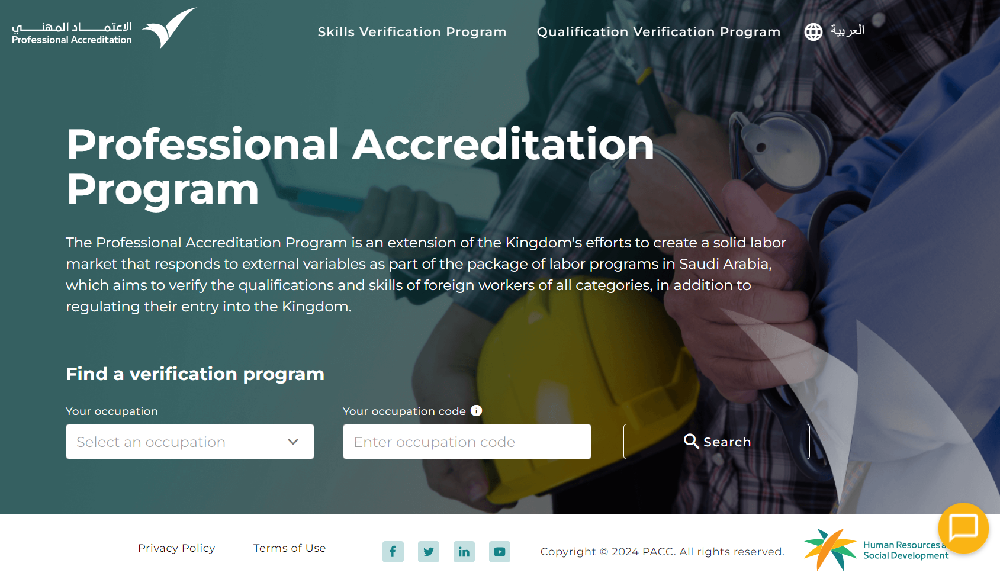 الاعتماد المهني
Professional Accreditation
Skills Verification Program
Qualification Verification Program
العربية
Professional Accreditation
Program
The Professional Accreditation Program is an extension of the Kingdom's efforts to create a solid labor
market that responds to external variables as part of the package of labor programs in Saudi Arabia,
which aims to verify the qualifications and skills of foreign workers of all categories, in addition to
regulating their entry into the Kingdom.
Find a verification program
Your occupation
Your occupation code
Select an occupation
Enter occupation code
Search
Privacy Policy
Terms of Use
Copyright © 2024 PACC. All rights reserved.
Human Resources
Social Development